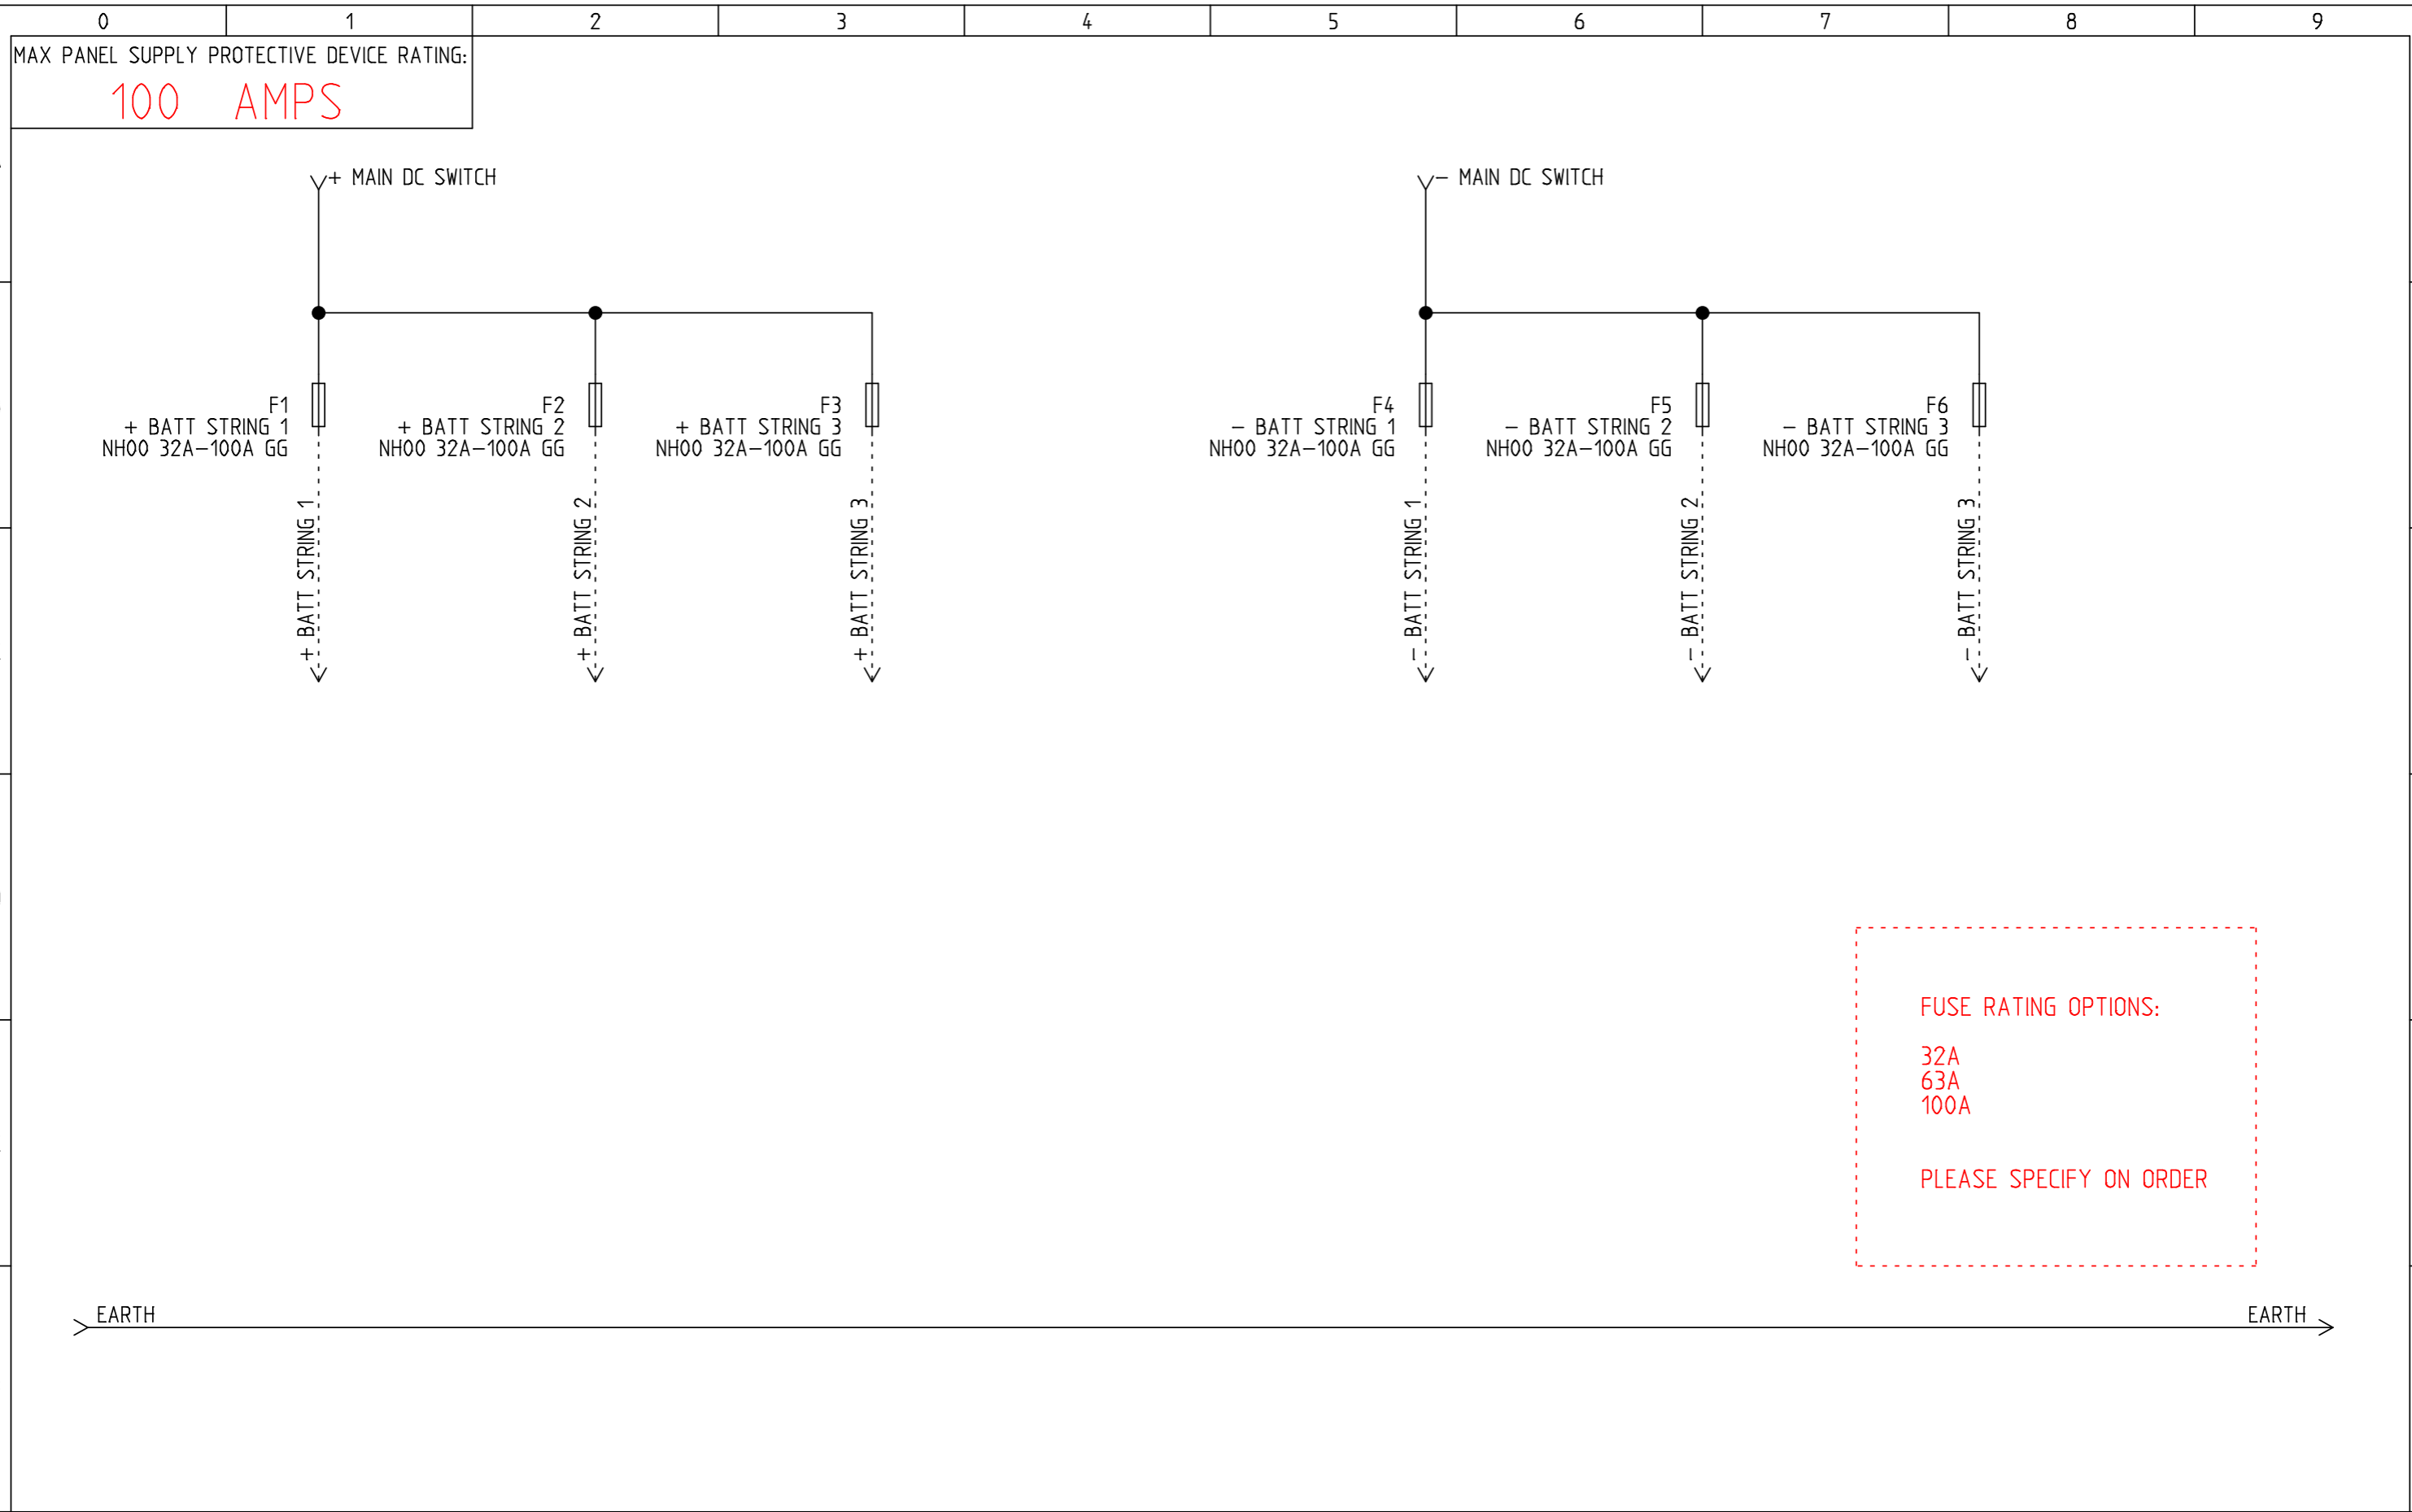 0 1 2 3 4 5 6 7 8 9
MAX PANEL SUPPLY PROTECTIVE DEVICE RATING:
100 AMPS
+ MAIN DC SWITCH
– MAIN DC SWITCH
F1
+ BATT STRING 1
NH00 32A–100A GG
F2
+ BATT STRING 2
NH00 32A–100A GG
F3
+ BATT STRING 3
NH00 32A–100A GG
F4
– BATT STRING 1
NH00 32A–100A GG
F5
– BATT STRING 2
NH00 32A–100A GG
F6
– BATT STRING 3
NH00 32A–100A GG
+ BATT STRING 1
+ BATT STRING 2
+ BATT STRING 3
– BATT STRING 1
– BATT STRING 2
– BATT STRING 3
FUSE RATING OPTIONS:
32A
63A
100A
PLEASE SPECIFY ON ORDER
EARTH
EARTH